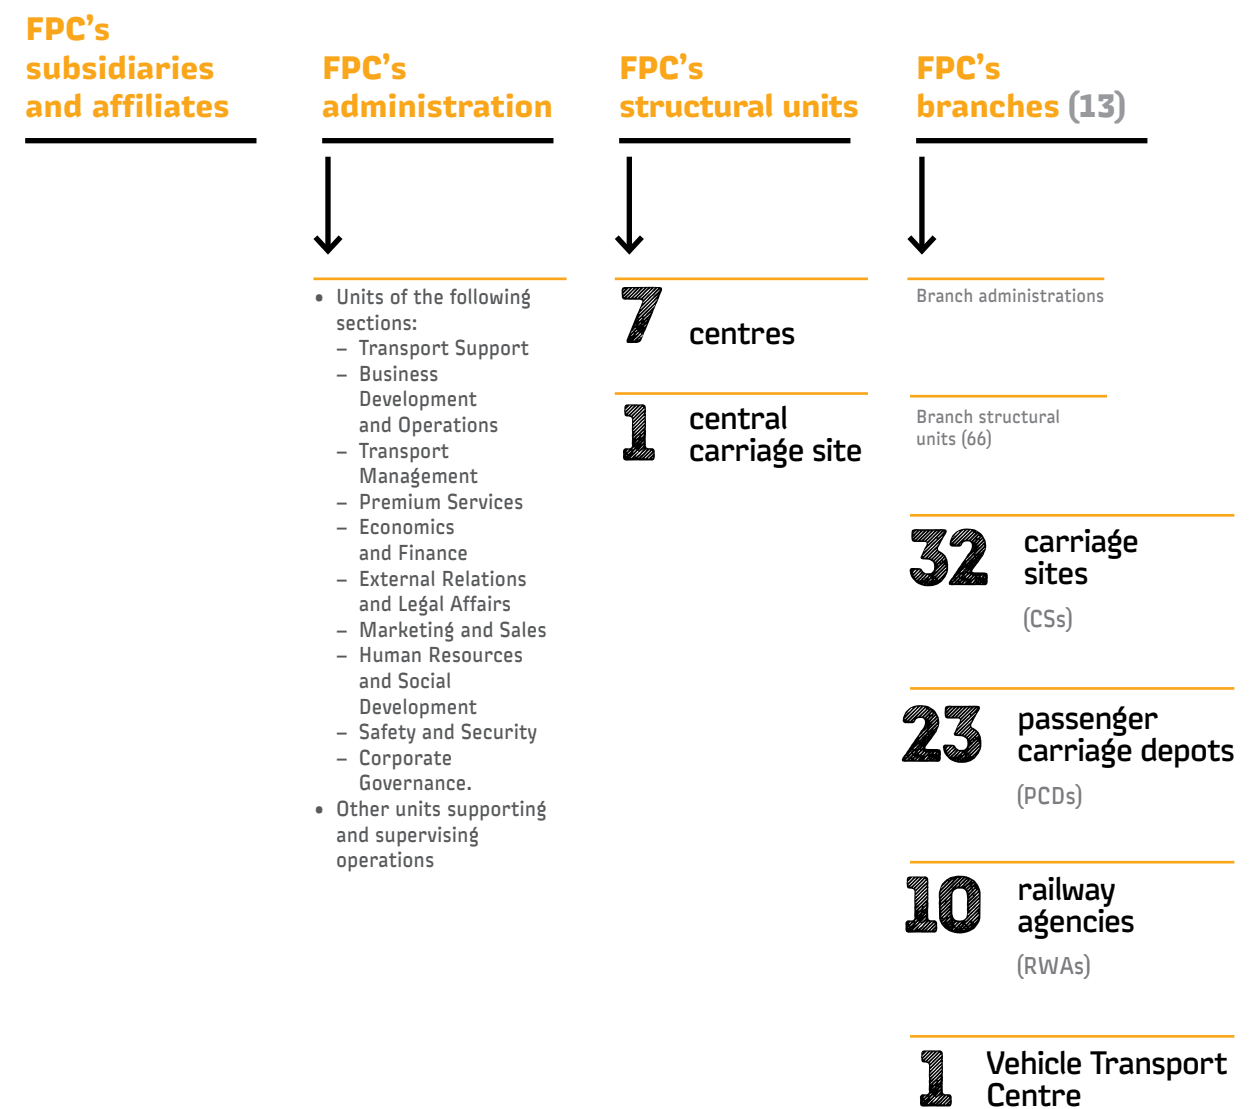 FPC's
subsidiaries
and affiliates
FPC's
administration
• Units of the following
sections:
– Transport Support
– Business
Development
and Operations
– Transport
Management
– Premium Services
– Economics
and Finance
– External Relations
and Legal Affairs
– Marketing and Sales
– Human Resources
and Social
Development
– Safety and Security
– Corporate
Governance.
• Other units supporting
and supervising
operations
FPC's
structural units
7 centres
1 central
carriage site
FPC's
branches (13)
Branch administrations
Branch structural
units (66)
32 carriage
sites
(CSs)
23 passenger
carriage depots
(PCDs)
10 railway
agencies
(RWAs)
1 Vehicle Transport
Centre